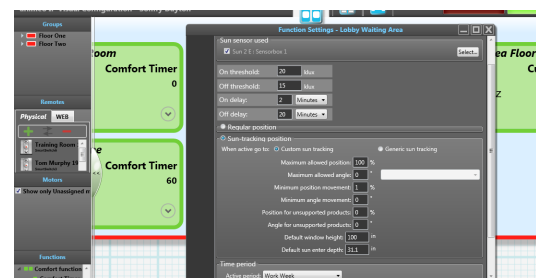 Groups
Floor One
Floor Two
Remotes
Physical WEB
Training Room
Tom Murphy 19
Motors
Show only Unassigned m
Functions
Comfort function
oom
Comfort Timer
0
e
Comfort Timer
60
<<
Function Settings - Lobby Waiting Area
Sun sensor used
Sun 2 E : Sensorbox 1
Select...
On threshold: 20 klux
Off threshold: 15 klux
On delay: 2 Minutes
Off delay: 20 Minutes
Regular position
Sun-tracking position
When active go to: Custom sun tracking Generic sun tracking
Maximum allowed position: 100 %
Maximum allowed angle: 0 °
Minimum position movement: 1 %
Minimum angle movement: 0 °
Position for unsupported products: 0 %
Angle for unsupported products: 0 °
Default window height: 100 in
Default sun enter depth: 31.1 in
Time period
Active period: Work Week
ea Floor
Cu
z